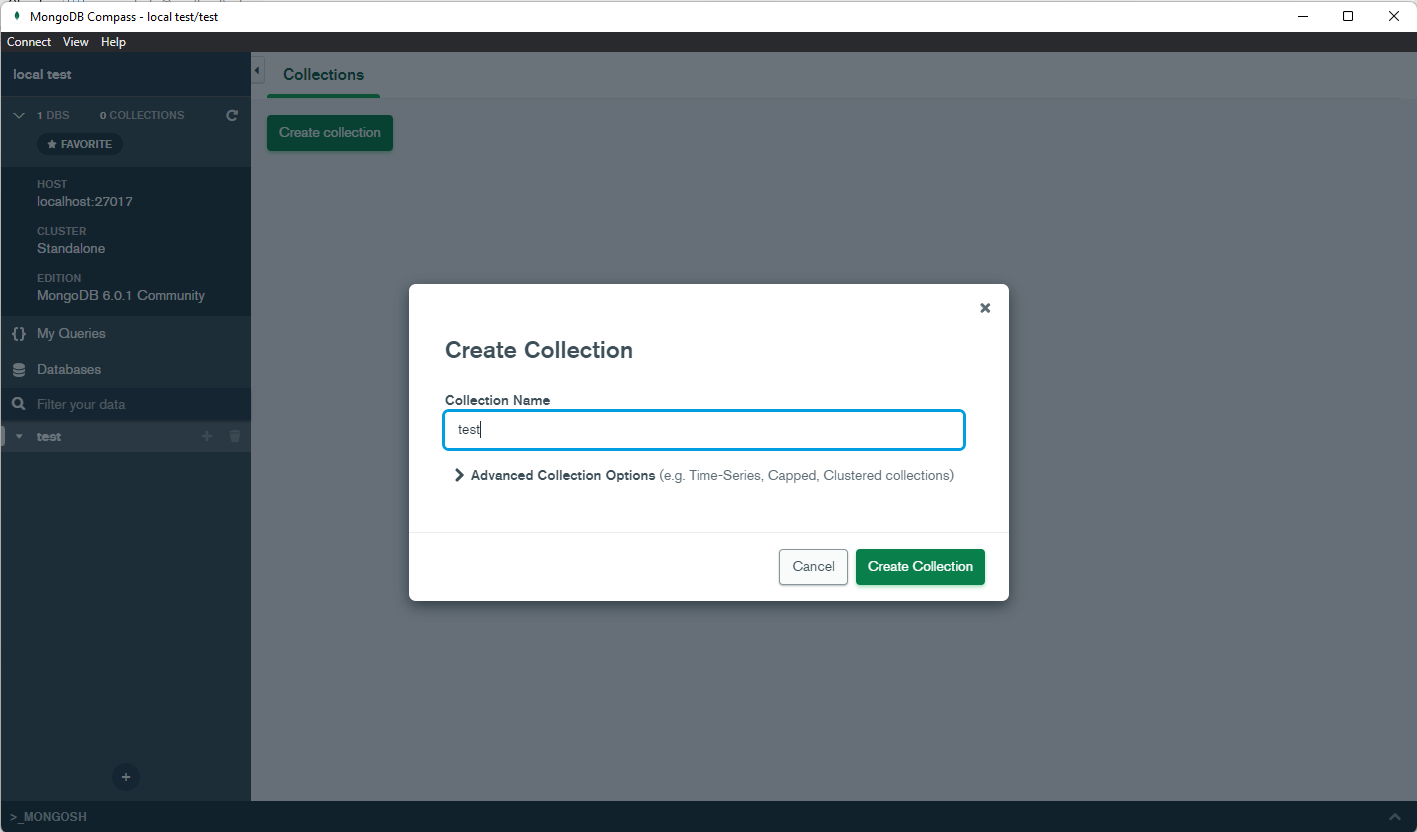 MongoDB Compass - local test/test
Connect View Help
local test
Collections
1 DBS 0 COLLECTIONS
FAVORITE
Create collection
HOST
localhost:27017
CLUSTER
Standalone
EDITION
MongoDB 6.0.1 Community
{} My Queries
Databases
Filter your data
test
Create Collection
Collection Name
test
Advanced Collection Options (e.g. Time-Series, Capped, Clustered collections)
Cancel Create Collection
>_MONGOSH